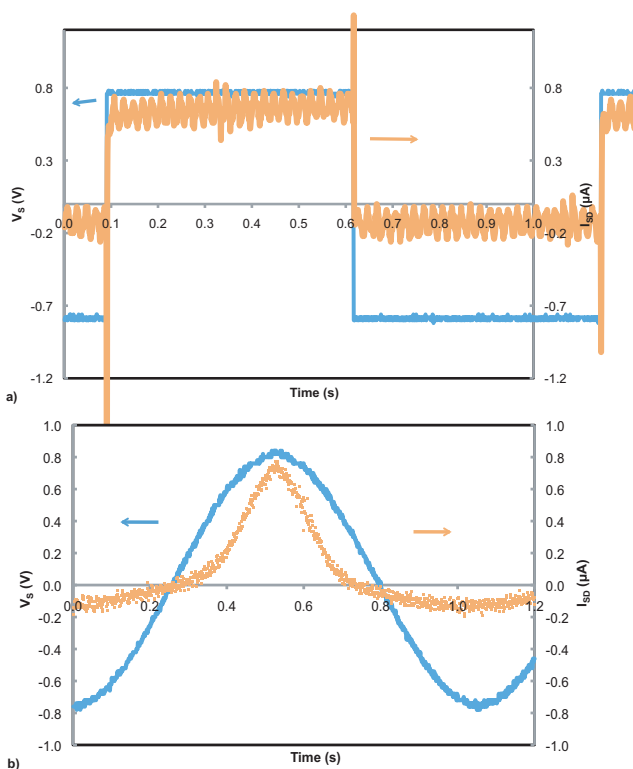 0.8 0.8
0.3 0.3
0.0 0.1 0.2 0.3 0.4 0.5 0.6 0.7 0.8 0.9 1.0
-0.2 -0.2
-0.7 -0.7
-1.2 -1.2
V_S (V)
I_SD (µA)
Time (s)
a)
1.0 1.0
0.8 0.8
0.6 0.6
0.4 0.4
0.2 0.2
0.0 0.0
0.0 0.2 0.4 0.6 0.8 1.0 1.2
-0.2 -0.2
-0.4 -0.4
-0.6 -0.6
-0.8 -0.8
-1.0 -1.0
V_S (V)
I_SD (µA)
Time (s)
b)